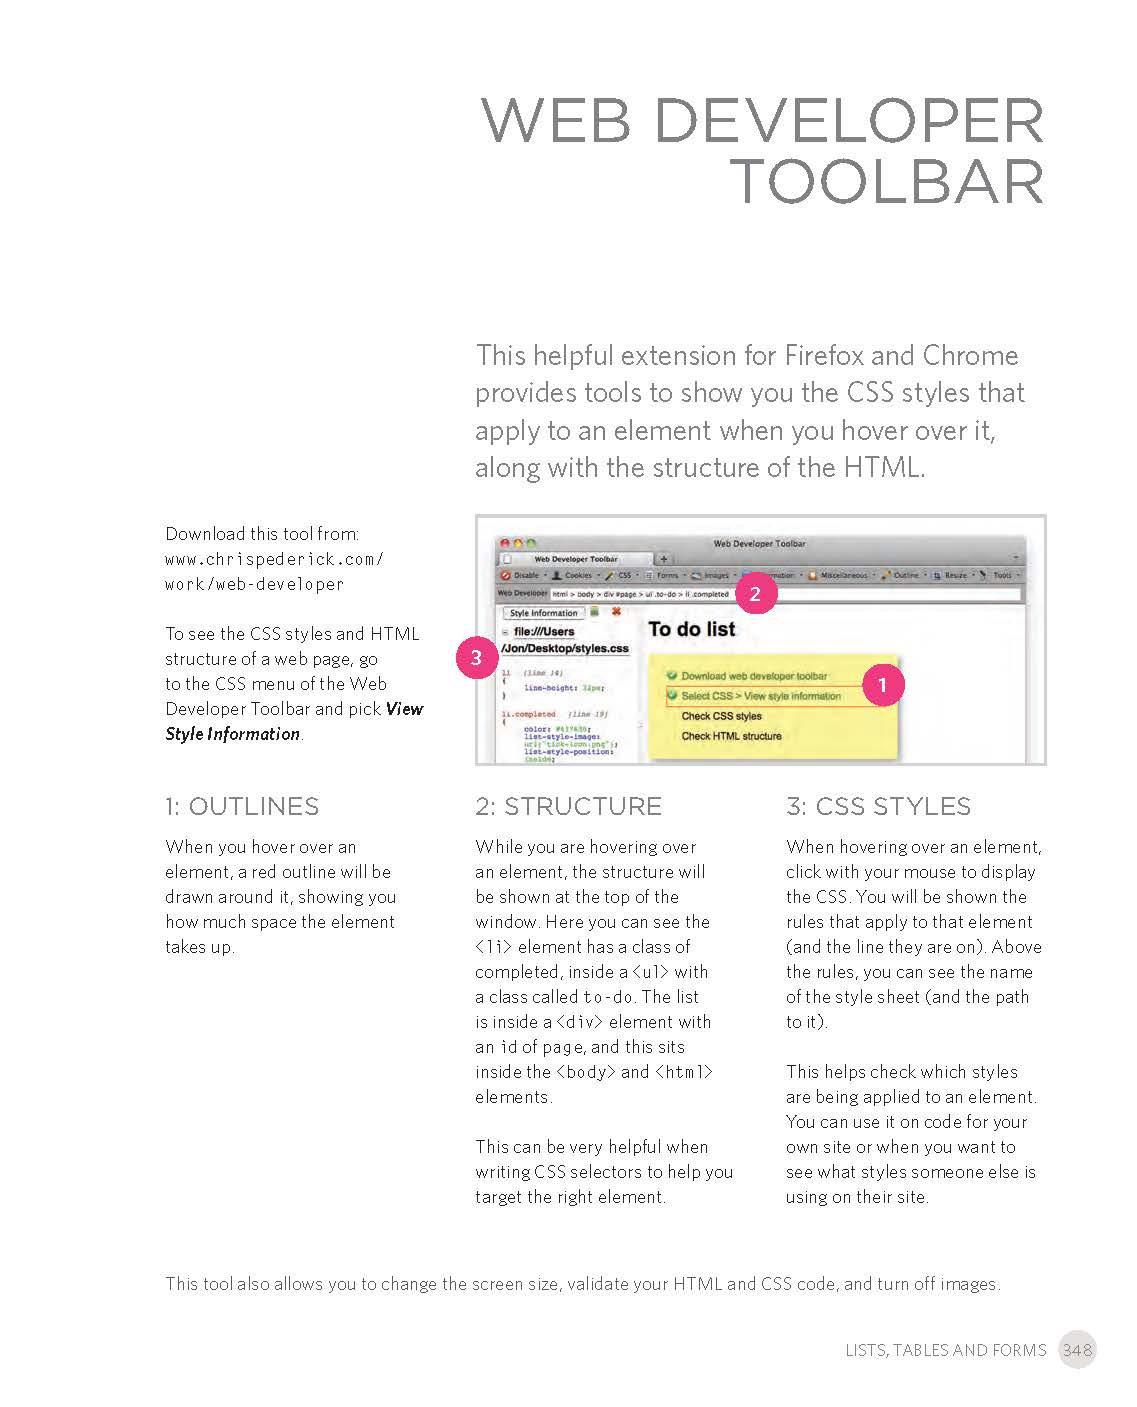 WEB DEVELOPER
TOOLBAR
This helpful extension for Firefox and Chrome
provides tools to show you the CSS styles that
apply to an element when you hover over it,
along with the structure of the HTML.
Download this tool from:
www.chrispederick.com/
work/web-developer
To see the CSS styles and HTML
structure of a web page, go
to the CSS menu of the Web
Developer Toolbar and pick View
Style Information.
Web Developer Toolbar
Web Developer Toolbar
Disable Cookies CSS Forms Images Miscellaneous Outline Resize Tools
Web Developer html > body > div #page > ul .to-do > li .completed
2
Style Information
file:///Users
/Jon/Desktop/styles.css
3
li (line 14)
{
line-height:
}
li.completed (line 19)
{
color:
list-style-image:
url("tick-icon.png");
list-style-position:
inside;
To do list
Download web developer toolbar
Select CSS > View style information
1
Check CSS styles
Check HTML structure
1: OUTLINES
When you hover over an
element, a red outline will be
drawn around it, showing you
how much space the element
takes up.
2: STRUCTURE
While you are hovering over
an element, the structure will
be shown at the top of the
window. Here you can see the
<li> element has a class of
completed, inside a <ul> with
a class called to-do. The list
is inside a <div> element with
an id of page, and this sits
inside the <body> and <html>
elements.
This can be very helpful when
writing CSS selectors to help you
target the right element.
3: CSS STYLES
When hovering over an element,
click with your mouse to display
the CSS. You will be shown the
rules that apply to that element
(and the line they are on). Above
the rules, you can see the name
of the style sheet (and the path
to it).
This helps check which styles
are being applied to an element.
You can use it on code for your
own site or when you want to
see what styles someone else is
using on their site.
This tool also allows you to change the screen size, validate your HTML and CSS code, and turn off images.
LISTS, TABLES AND FORMS 348